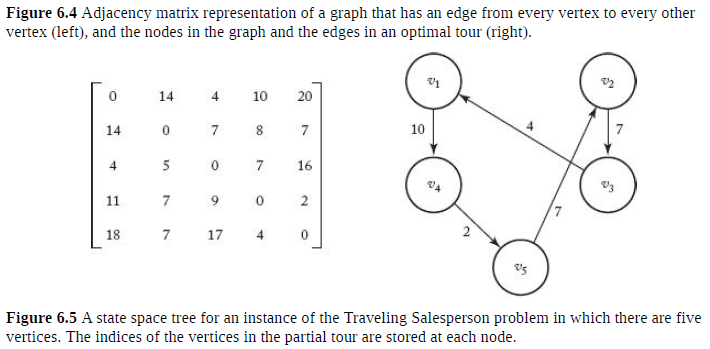 Figure 6.4 Adjacency matrix representation of a graph that has an edge from every vertex to every other
vertex (left), and the nodes in the graph and the edges in an optimal tour (right).
0 14 4 10 20
14 0 7 8 7
4 5 0 7 16
11 7 9 0 2
18 7 17 4 0
v1
v2
10
4
7
v4
v3
7
2
v5
Figure 6.5 A state space tree for an instance of the Traveling Salesperson problem in which there are five
vertices. The indices of the vertices in the partial tour are stored at each node.